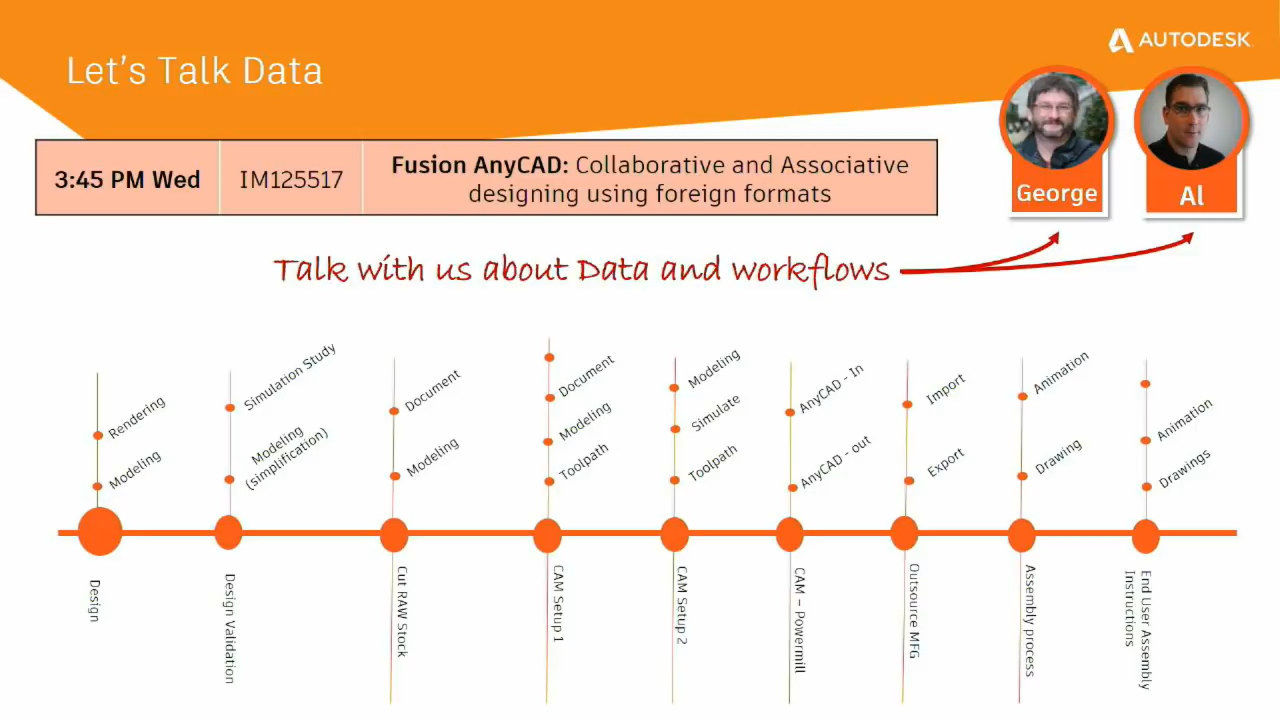 AUTODESK
Let's Talk Data
3:45 PM Wed
IM125517
Fusion AnyCAD: Collaborative and Associative
designing using foreign formats
George
Al
Talk with us about Data and workflows
Rendering
Modeling
Design
Simulation Study
Modeling
(simplification)
Design Validation
Document
Modeling
Cut RAW Stock
Document
Modeling
Toolpath
CAM Setup 1
Modeling
Simulate
Toolpath
CAM Setup 2
AnyCAD - In
AnyCAD - out
CAM – Powermill
Import
Export
Outsource MFG
Animation
Drawing
Assembly process
Animation
Drawings
End User Assembly
Instructions